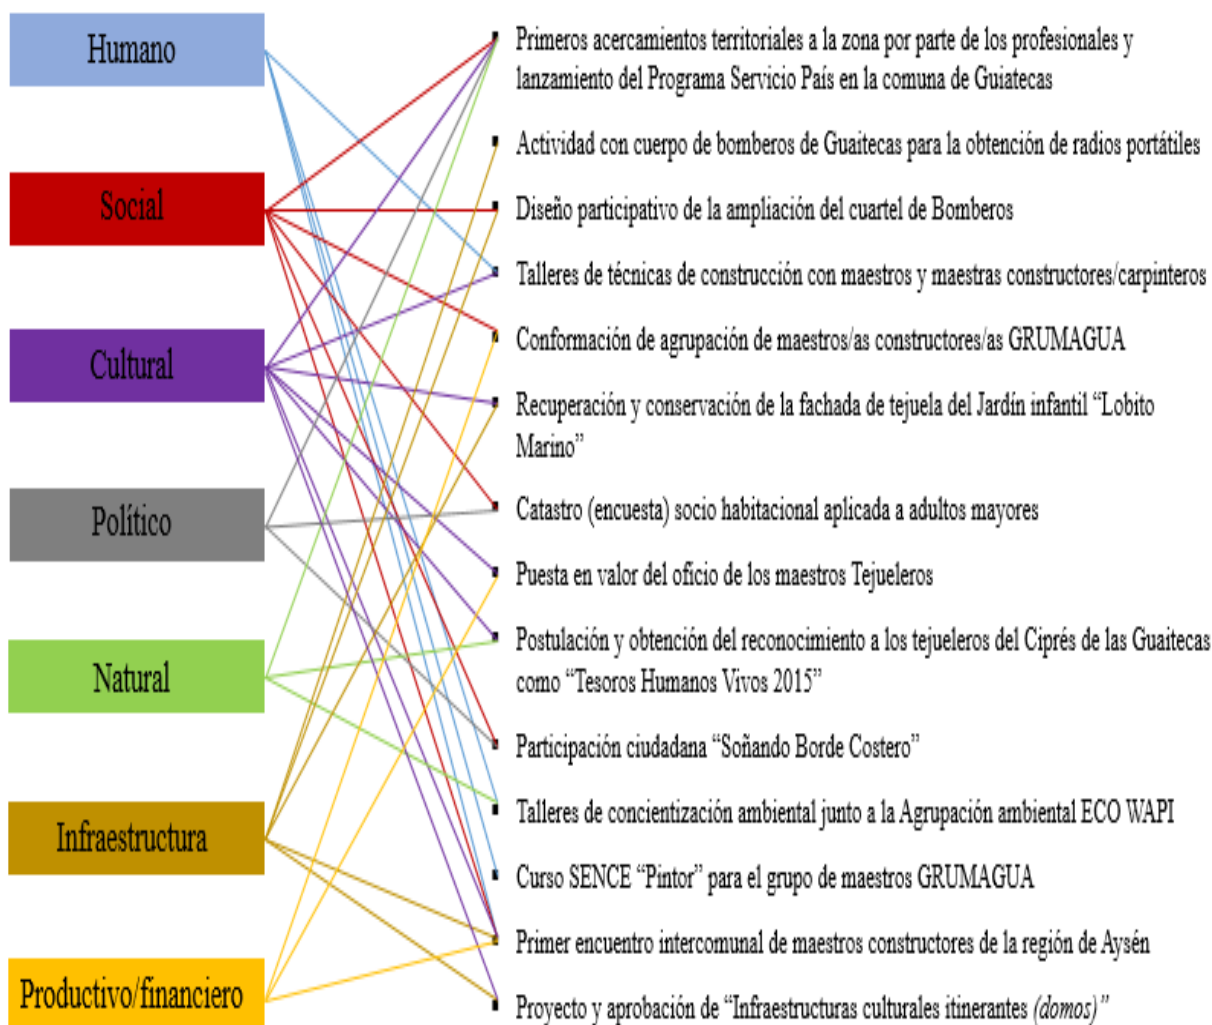 Humano
Social
Cultural
Político
Natural
Infraestructura
Productivo/financiero
Primeros acercamientos territoriales a la zona por parte de los profesionales y
lanzamiento del Programa Servicio País en la comuna de Guiatecas
Actividad con cuerpo de bomberos de Guaitecas para la obtención de radios portátiles
Diseño participativo de la ampliación del cuartel de Bomberos
Talleres de técnicas de construcción con maestros y maestras constructores/carpinteros
Conformación de agrupación de maestros/as constructores/as GRUMAGUA
Recuperación y conservación de la fachada de tejuela del Jardín infantil “Lobito
Marino”
Catastro (encuesta) socio habitacional aplicada a adultos mayores
Puesta en valor del oficio de los maestros Tejueleros
Postulación y obtención del reconocimiento a los tejueleros del Ciprés de las Guaitecas
como “Tesoros Humanos Vivos 2015”
Participación ciudadana “Soñando Borde Costero”
Talleres de concientización ambiental junto a la Agrupación ambiental ECO WAPI
Curso SENCE “Pintor” para el grupo de maestros GRUMAGUA
Primer encuentro intercomunal de maestros constructores de la región de Aysén
Proyecto y aprobación de “Infraestructuras culturales itinerantes (domos)”